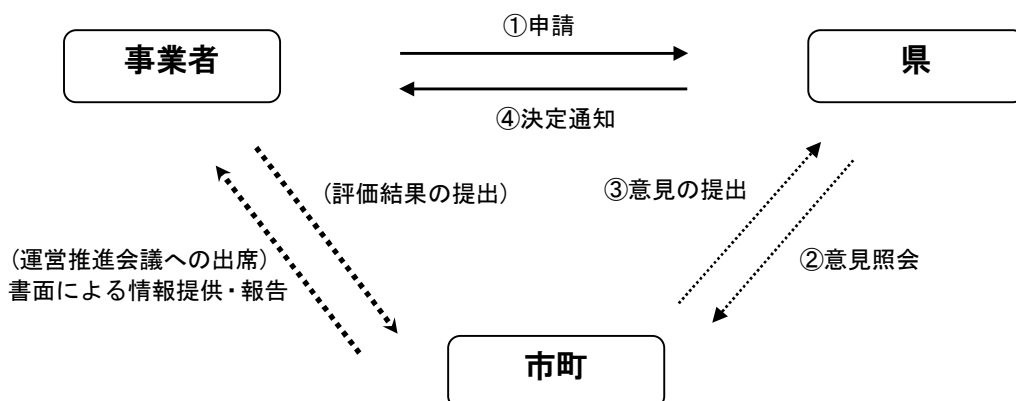 ①申請
事業者
県
④決定通知
(評価結果の提出)
③意見の提出
(運営推進会議への出席)
書面による情報提供・報告
②意見照会
市町